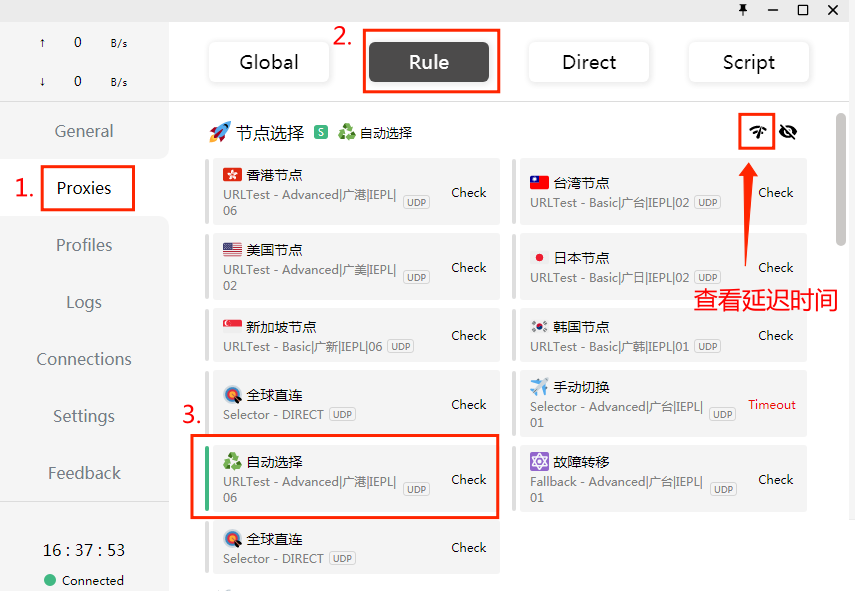 ↑ 0 B/s
↓ 0 B/s
General
1. Proxies
Profiles
Logs
Connections
Settings
Feedback
16 : 37 : 53
Connected
2.
Global Rule Direct Script
节点选择 S 自动选择
香港节点
URLTest - Advanced|广港|IEPL|
06 UDP
Check
台湾节点
URLTest - Basic|广台|IEPL|02 UDP
Check
美国节点
URLTest - Advanced|广美|IEPL|
02 UDP
Check
日本节点
URLTest - Basic|广日|IEPL|02 UDP
Check
查看延迟时间
新加坡节点
URLTest - Basic|广新|IEPL|06 UDP
Check
韩国节点
URLTest - Basic|广韩|IEPL|01 UDP
Check
全球直连
Selector - DIRECT UDP
Check
手动切换
Selector - Advanced|广台|IEPL|
01 UDP
Timeout
3.
自动选择
URLTest - Advanced|广港|IEPL|
06 UDP
Check
故障转移
Fallback - Advanced|广台|IEPL|
01 UDP
Check
全球直连
Selector - DIRECT UDP
Check